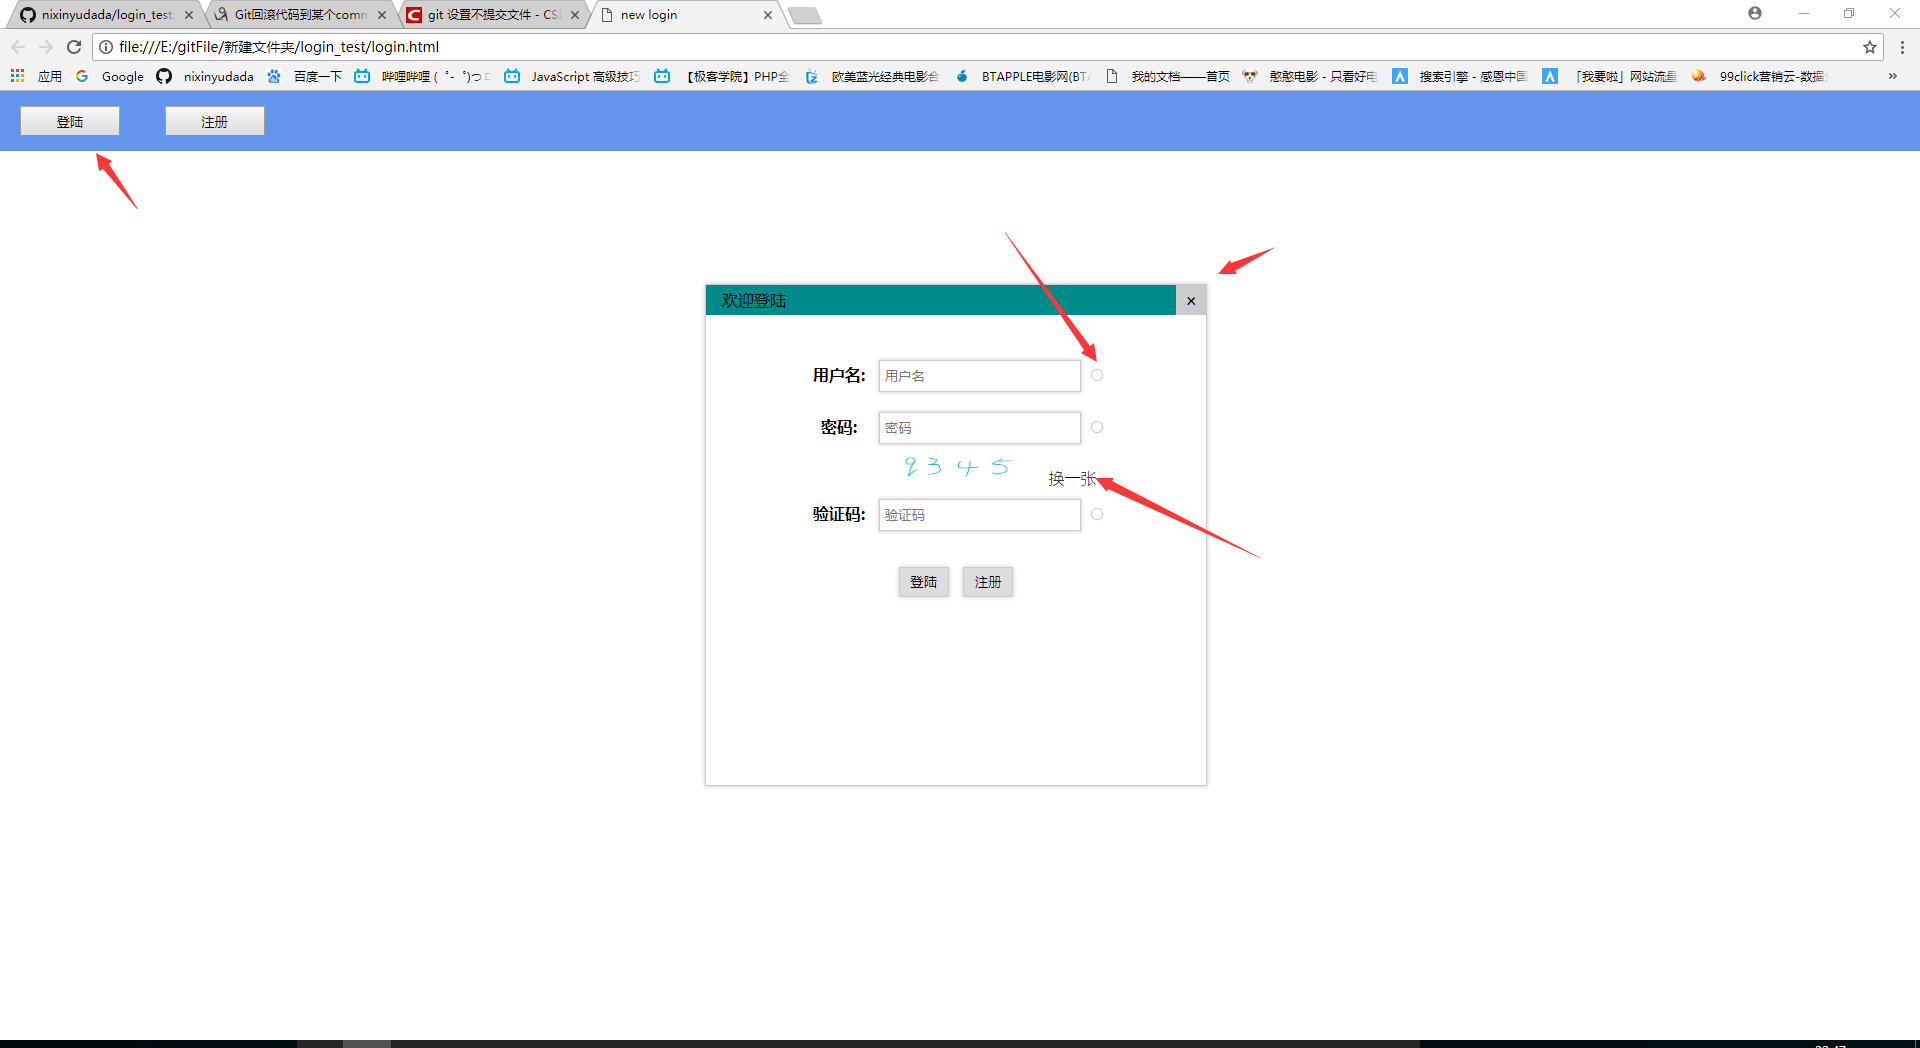 nixinyudada/login_test
Git回滚代码到某个comm
git 设置不提交文件 - CS
new login
file:///E:/gitFile/新建文件夹/login_test/login.html
应用
Google
nixinyudada
百度一下
哔哩哔哩 ( ゜- ゜)つロ
JavaScript 高级技巧
【极客学院】PHP全
欧美蓝光经典电影合
BTAPPLE电影网(BTA
我的文档——首页
憨憨电影 - 只看好电
搜索引擎 - 感恩中国
「我要啦」网站流量
99click营销云-数据
»
登陆
注册
欢迎登陆
×
用户名:
用户名
密码:
密码
2345
换一张
验证码:
验证码
登陆
注册